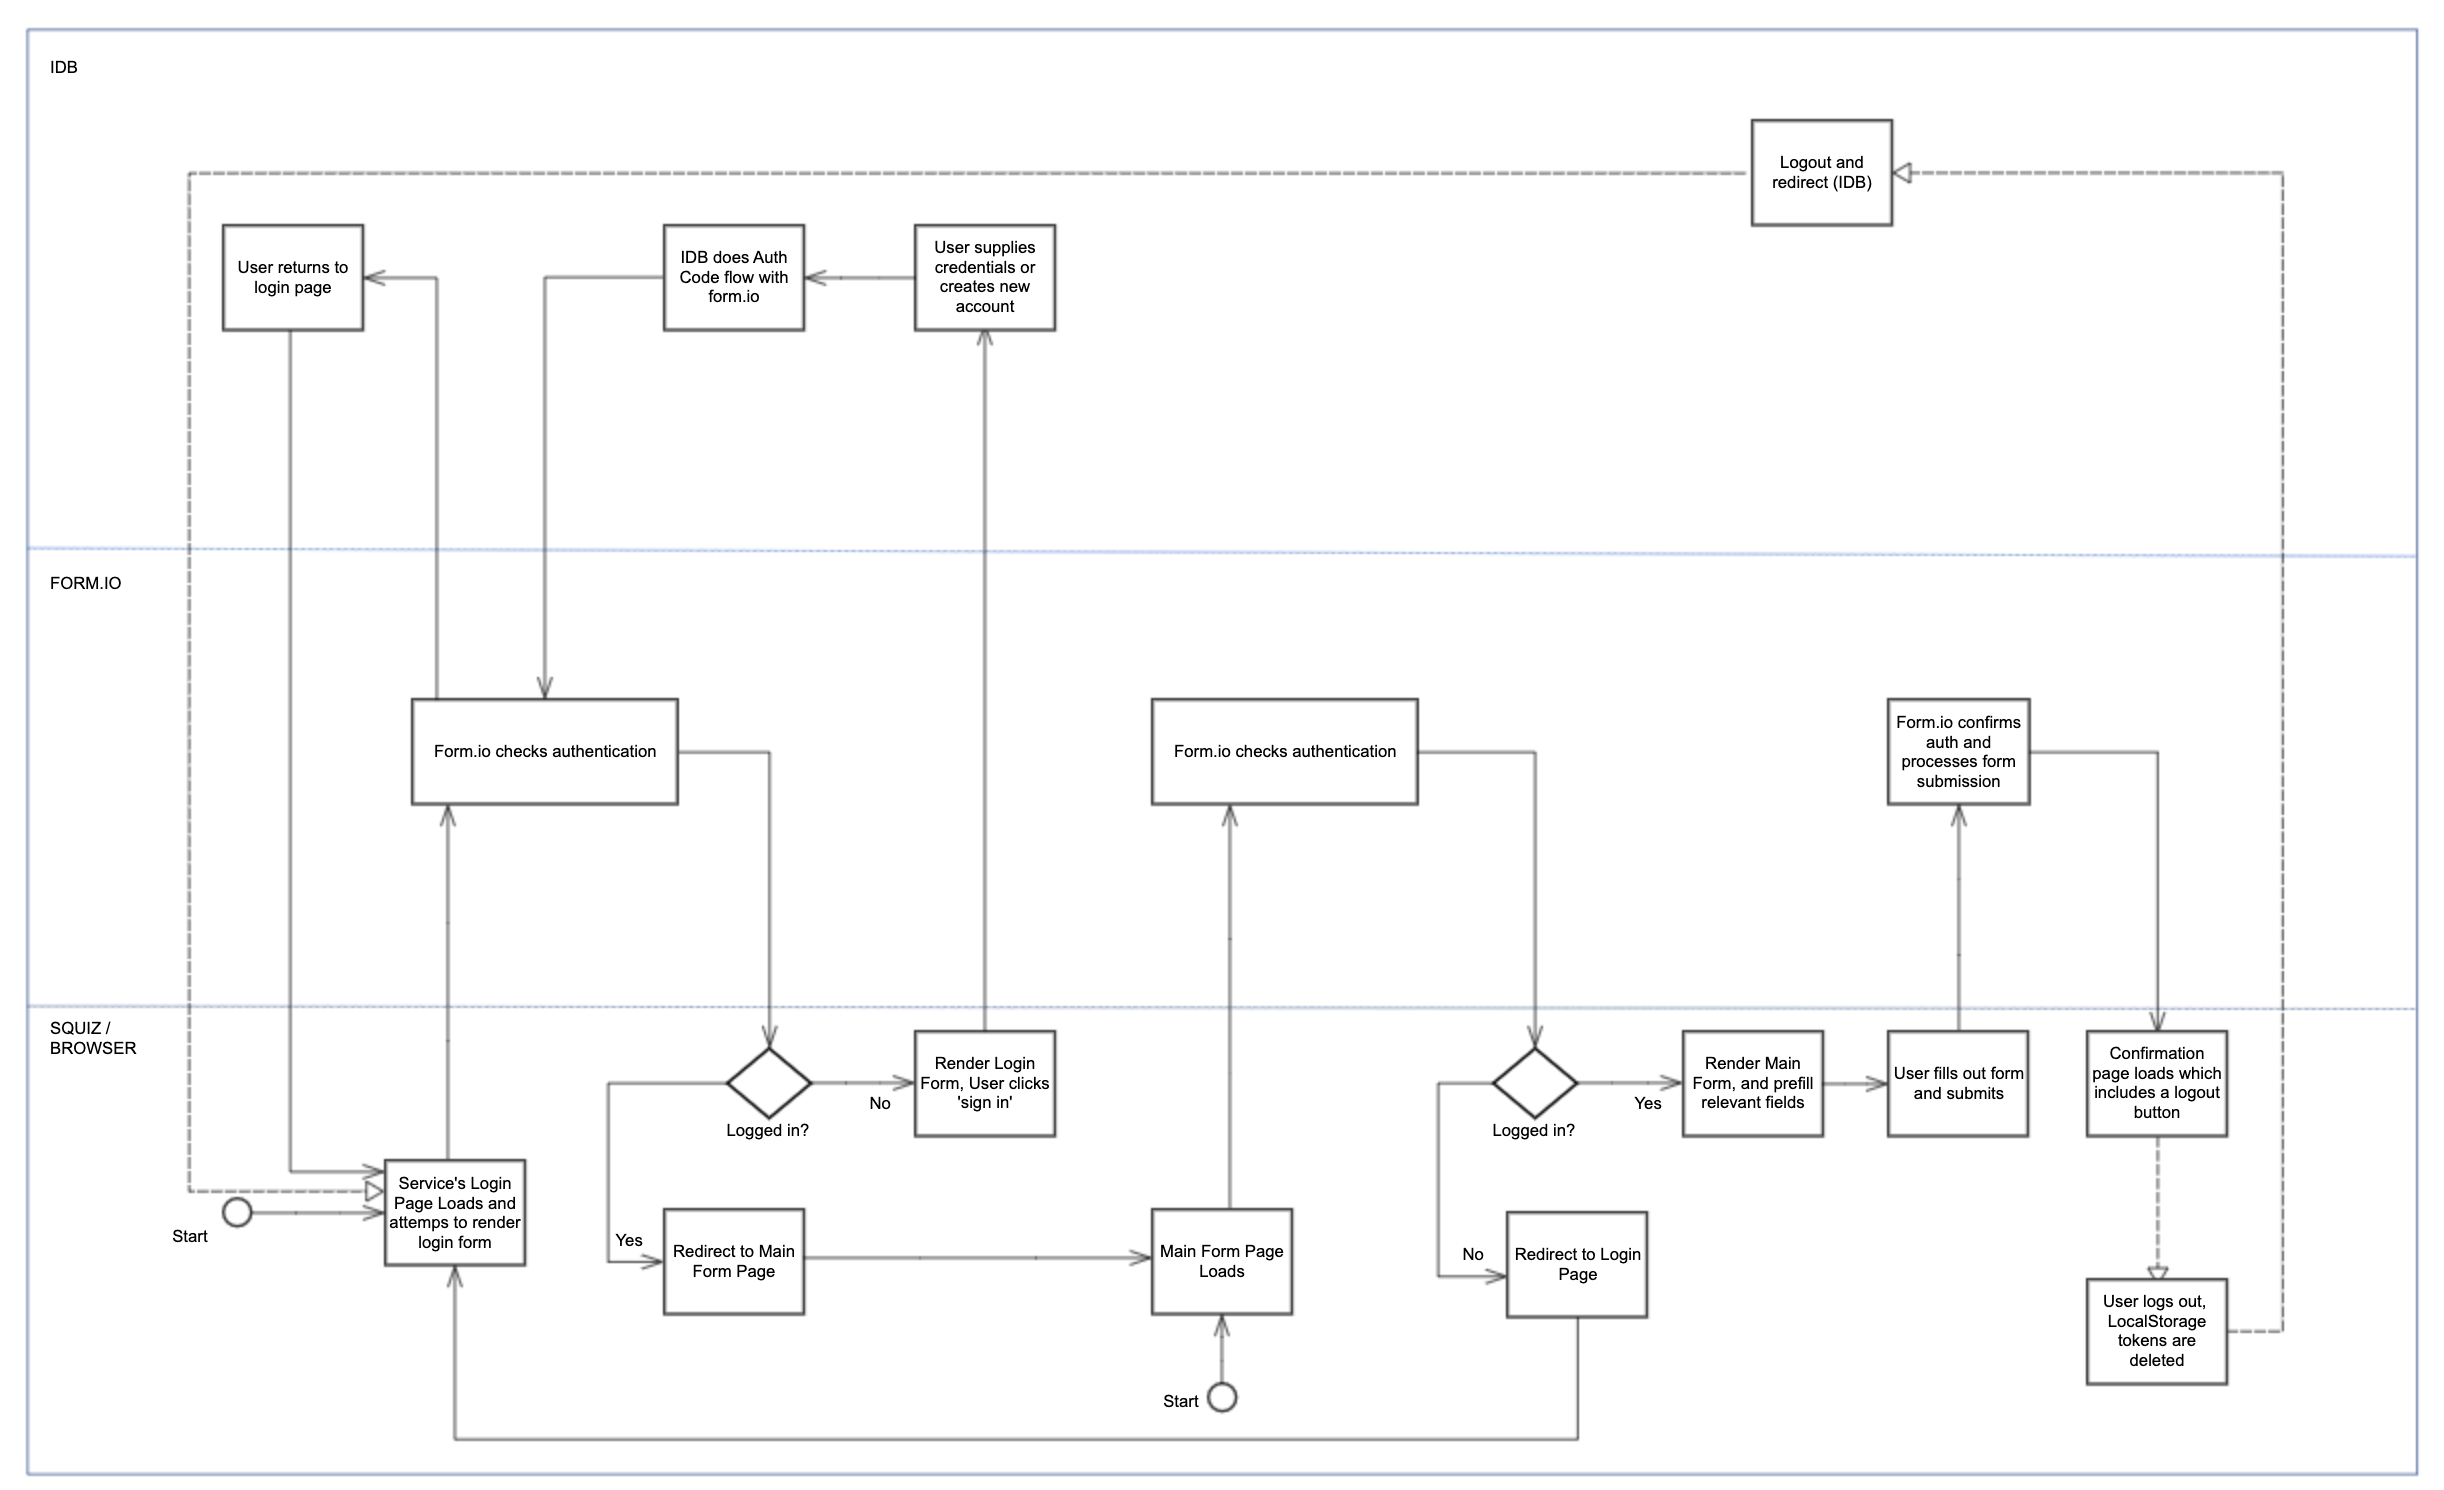 IDB
Logout and
redirect (IDB)
User returns to
login page
IDB does Auth
Code flow with
form.io
User supplies
credentials or
creates new
account
FORM.IO
Form.io checks authentication
Form.io checks authentication
Form.io confirms
auth and
processes form
submission
SQUIZ /
BROWSER
Logged in?
No
Render Login
Form, User clicks
'sign in'
Logged in?
Yes
Render Main
Form, and prefill
relevant fields
User fills out form
and submits
Confirmation
page loads which
includes a logout
button
Start
Service's Login
Page Loads and
attemps to render
login form
Yes
Redirect to Main
Form Page
Main Form Page
Loads
No
Redirect to Login
Page
User logs out,
LocalStorage
tokens are
deleted
Start